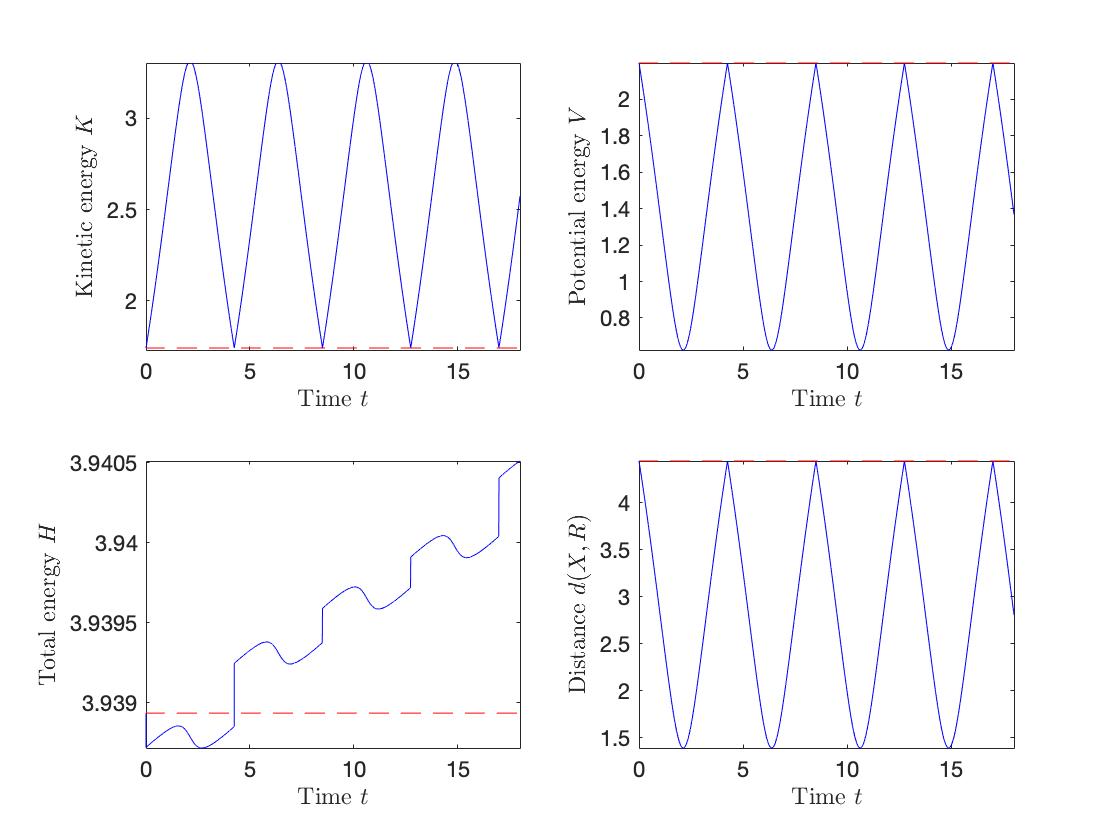 Kinetic energy K
3
2.5
2
0 5 10 15
Time t
Potential energy V
2
1.8
1.6
1.4
1.2
1
0.8
0 5 10 15
Time t
Total energy H
3.9405
3.94
3.9395
3.939
0 5 10 15
Time t
Distance d(X, R)
4
3.5
3
2.5
2
1.5
0 5 10 15
Time t